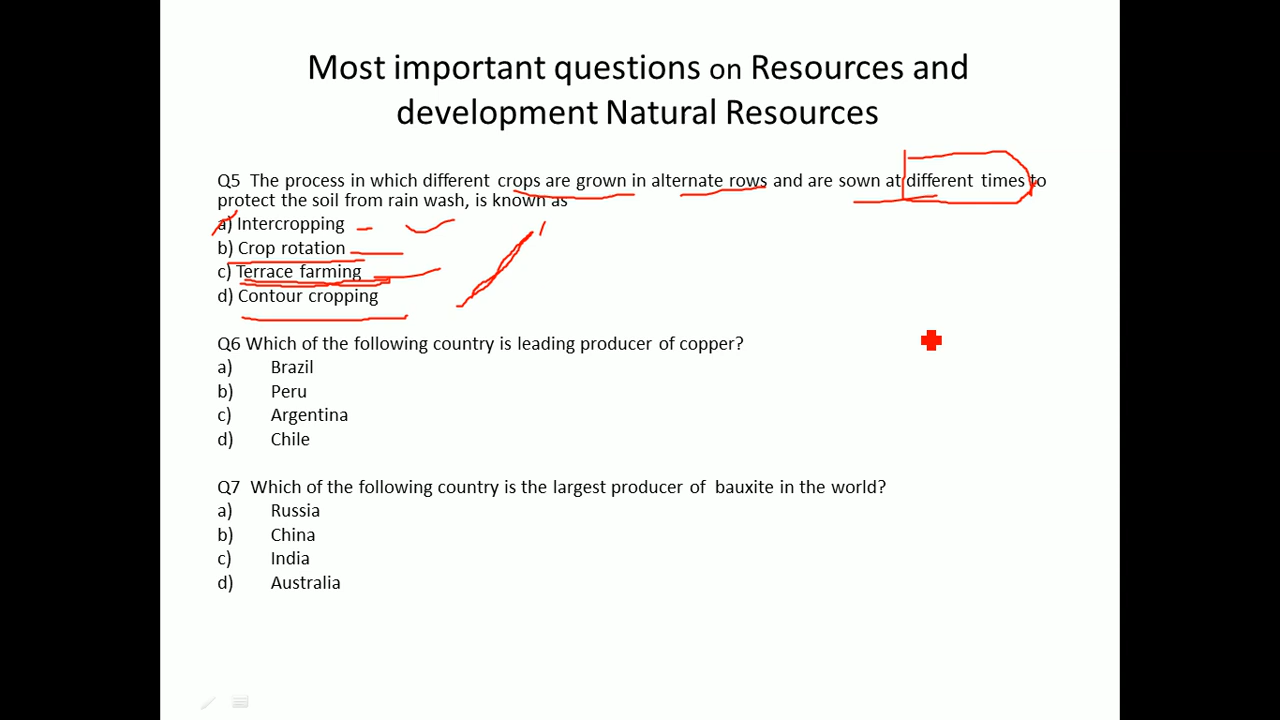 Most important questions on Resources and
development Natural Resources
Q5 The process in which different crops are grown in alternate rows and are sown at different times to
protect the soil from rain wash, is known as
a) Intercropping
b) Crop rotation
c) Terrace farming
d) Contour cropping
Q6 Which of the following country is leading producer of copper?
a) Brazil
b) Peru
c) Argentina
d) Chile
Q7 Which of the following country is the largest producer of bauxite in the world?
a) Russia
b) China
c) India
d) Australia